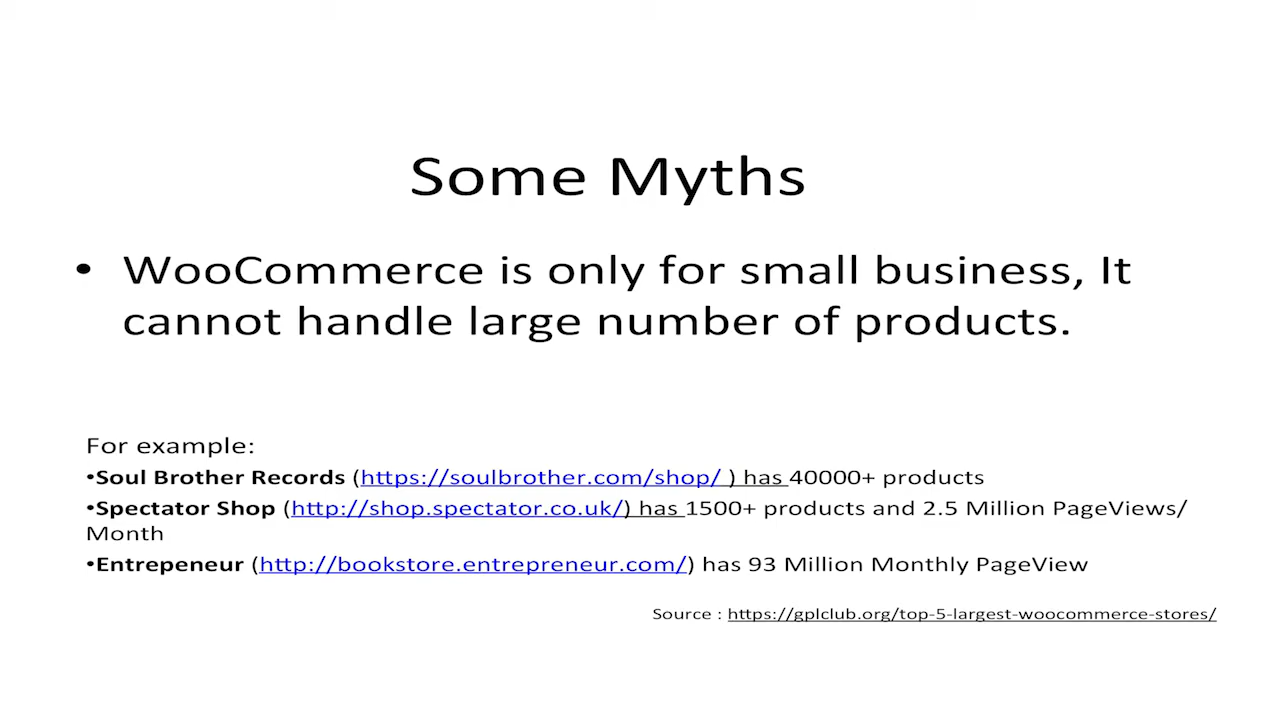 Some Myths
• WooCommerce is only for small business, It
cannot handle large number of products.
For example:
•Soul Brother Records (https://soulbrother.com/shop/ ) has 40000+ products
•Spectator Shop (http://shop.spectator.co.uk/) has 1500+ products and 2.5 Million PageViews/
Month
•Entrepeneur (http://bookstore.entrepreneur.com/) has 93 Million Monthly PageView
Source : https://gplclub.org/top-5-largest-woocommerce-stores/